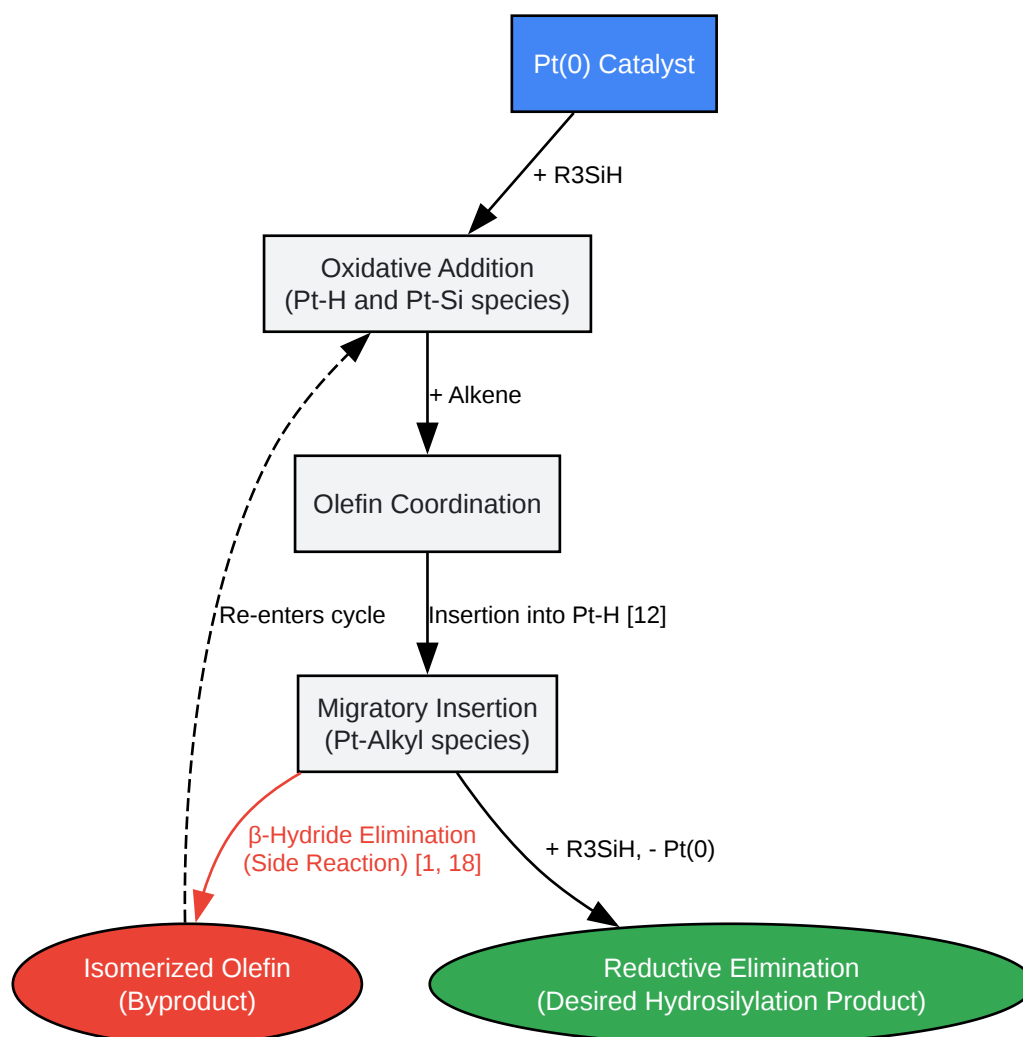 Pt(0) Catalyst
+ R3SiH
Oxidative Addition
(Pt-H and Pt-Si species)
+ Alkene
Olefin Coordination
Re-enters cycle
Insertion into Pt-H [12]
Migratory Insertion
(Pt-Alkyl species)
β-Hydride Elimination
(Side Reaction) [1, 18]
+ R3SiH, - Pt(0)
Isomerized Olefin
(Byproduct)
Reductive Elimination
(Desired Hydrosilylation Product)